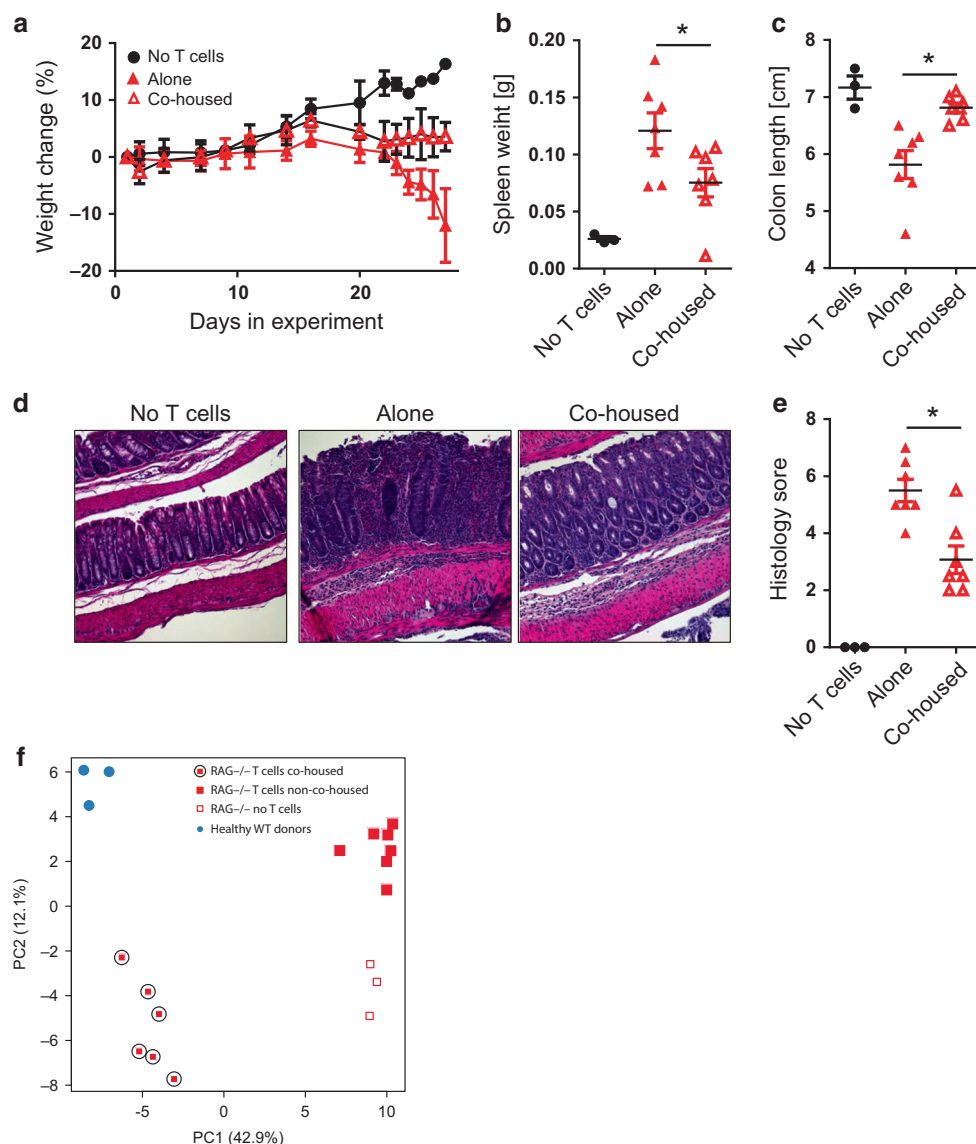 a
20
10
0
−10
−20
Weight change (%)
No T cells
Alone
Co-housed
0
10
20
Days in experiment
b
*
0.20
0.15
0.10
0.05
0.00
Spleen weiht [g]
No T cells
Alone
Co-housed
c
*
8
7
6
5
4
Colon length [cm]
No T cells
Alone
Co-housed
d
No T cells
Alone
Co-housed
e
*
8
6
4
2
0
Histology sore
No T cells
Alone
Co-housed
f
6
4
2
0
−2
−4
−6
−8
PC2 (12.1%)
RAG−/− T cells co-housed
RAG−/− T cells non-co-housed
RAG−/− no T cells
Healthy WT donors
-5
0
5
10
PC1 (42.9%)